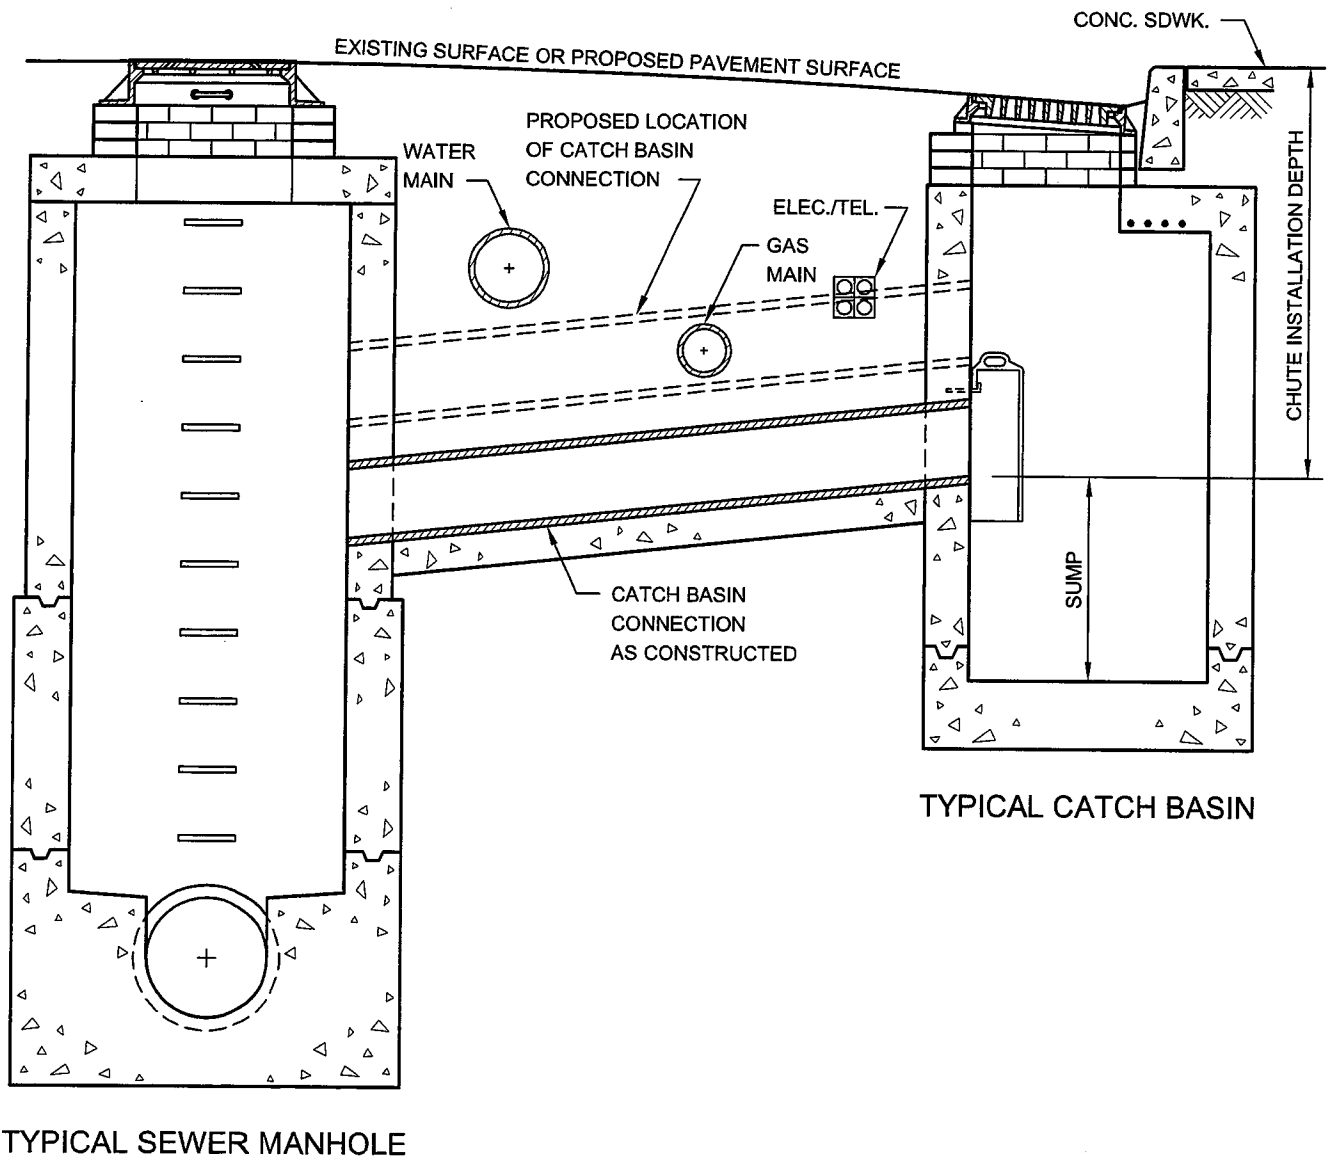 CONC. SDWK.
EXISTING SURFACE OR PROPOSED PAVEMENT SURFACE
PROPOSED LOCATION
OF CATCH BASIN
CONNECTION
WATER
MAIN
ELEC./TEL.
GAS
MAIN
CHUTE INSTALLATION DEPTH
SUMP
CATCH BASIN
CONNECTION
AS CONSTRUCTED
TYPICAL CATCH BASIN
TYPICAL SEWER MANHOLE